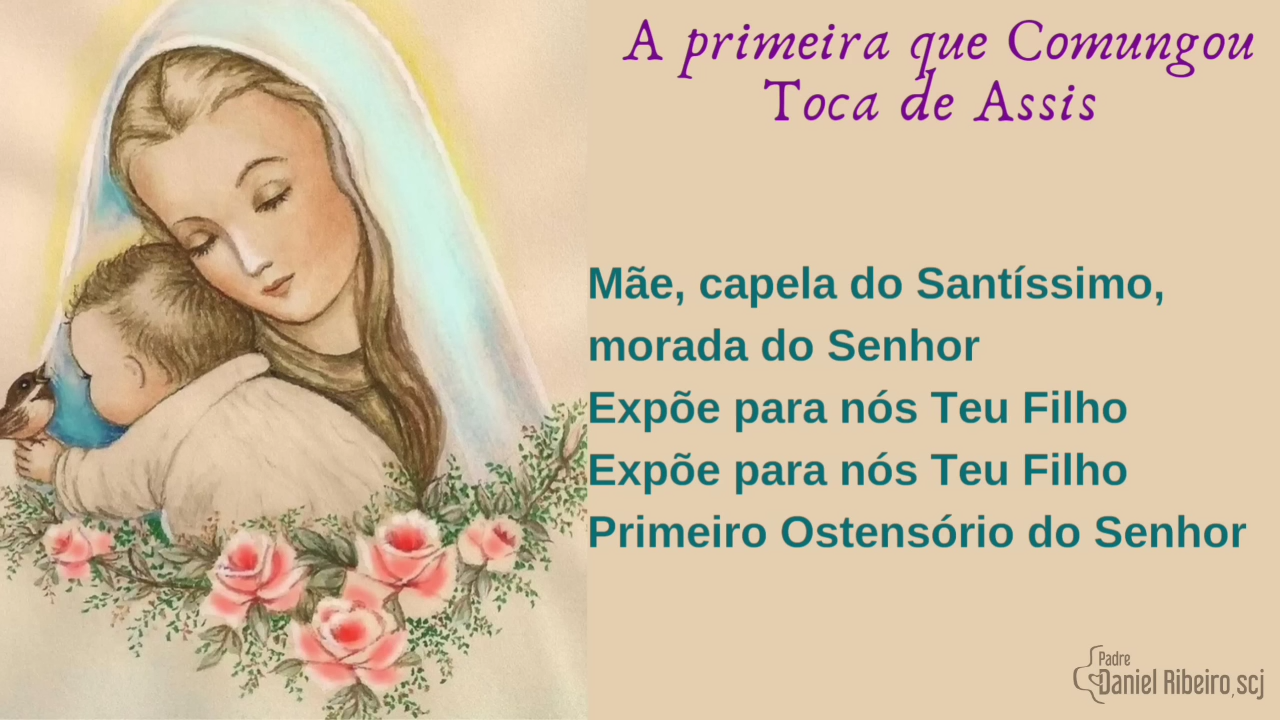 A primeira que Comungou
Toca de Assis
Mãe, capela do Santíssimo,
morada do Senhor
Expõe para nós Teu Filho
Expõe para nós Teu Filho
Primeiro Ostensório do Senhor
Padre
Daniel Ribeiro, scj